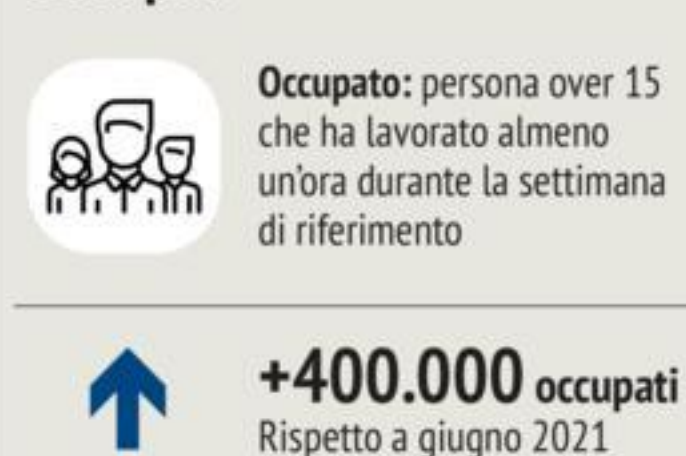 Occupato: persona over 15
che ha lavorato almeno
un'ora durante la settimana
di riferimento
+400.000 occupati
Rispetto a giugno 2021